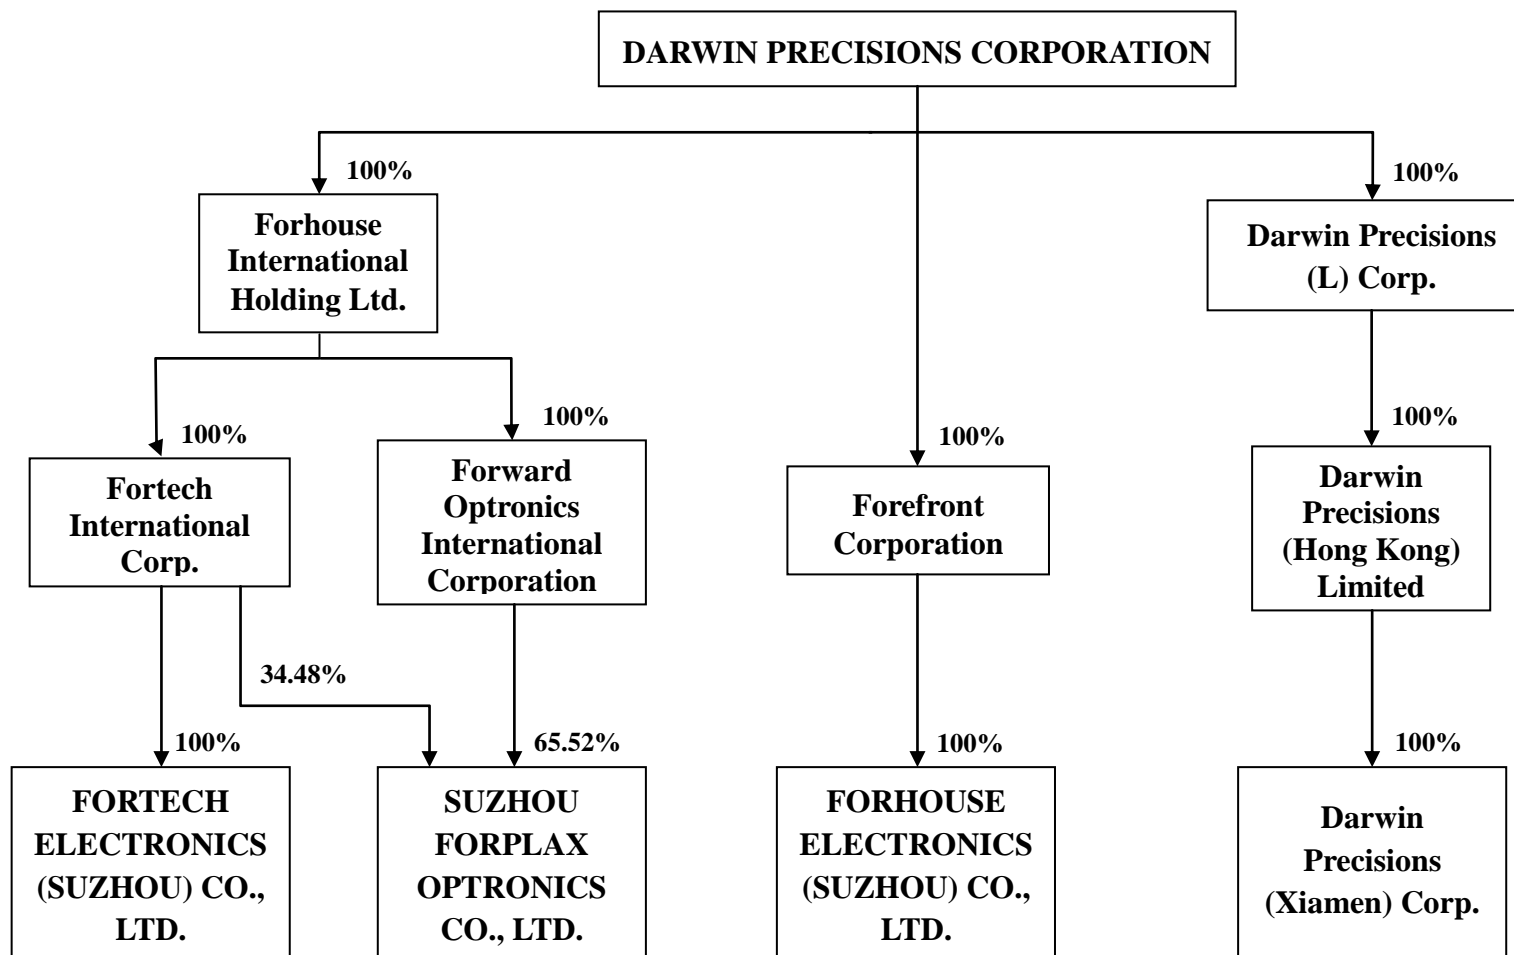 DARWIN PRECISIONS CORPORATION
100%
Forhouse
International
Holding Ltd.
100%
Darwin Precisions
(L) Corp.
100%
Fortech
International
Corp.
100%
Forward
Optronics
International
Corporation
100%
Forefront
Corporation
100%
Darwin
Precisions
(Hong Kong)
Limited
34.48%
100%
FORTECH
ELECTRONICS
(SUZHOU) CO.,
LTD.
65.52%
SUZHOU
FORPLAX
OPTRONICS
CO., LTD.
100%
FORHOUSE
ELECTRONICS
(SUZHOU) CO.,
LTD.
100%
Darwin
Precisions
(Xiamen) Corp.